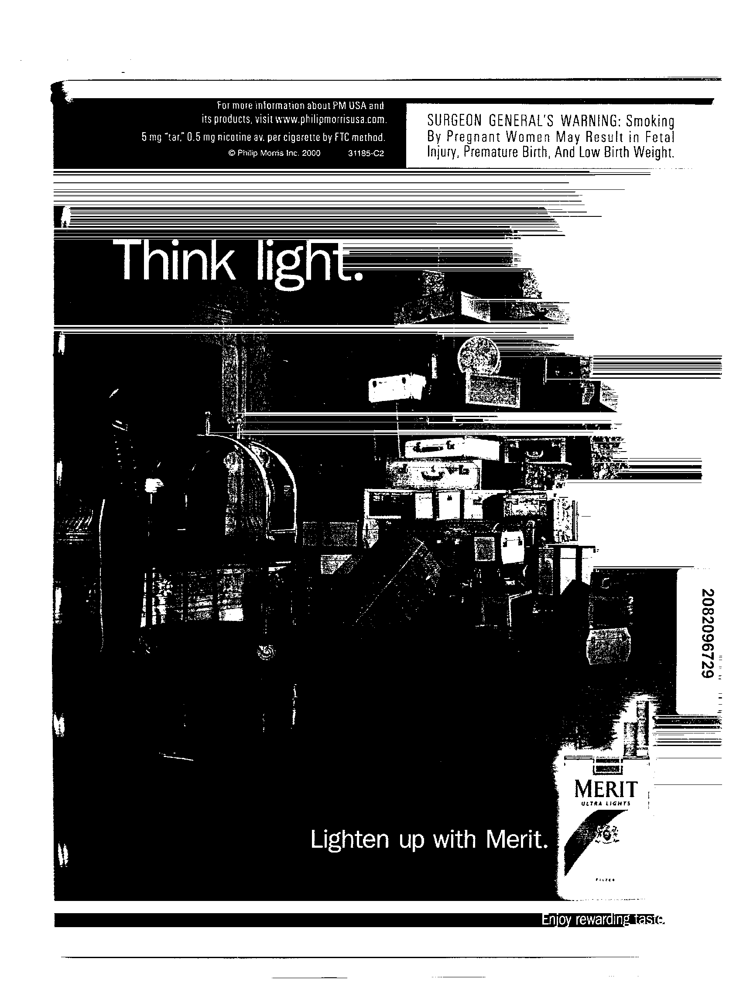 For more information about PM USA and
its products, visit www.philipmorrisusa.com.
5 mg "tar," 0.5 mg nicotine av. per cigarette by FTC method.
© Philip Morris Inc. 2000 31185-C2
SURGEON GENERAL'S WARNING: Smoking
By Pregnant Women May Result in Fetal
Injury, Premature Birth, And Low Birth Weight.
Think light.
2082096729
MERIT
ULTRA LIGHTS
FILTER
Lighten up with Merit.
Enjoy rewarding taste.